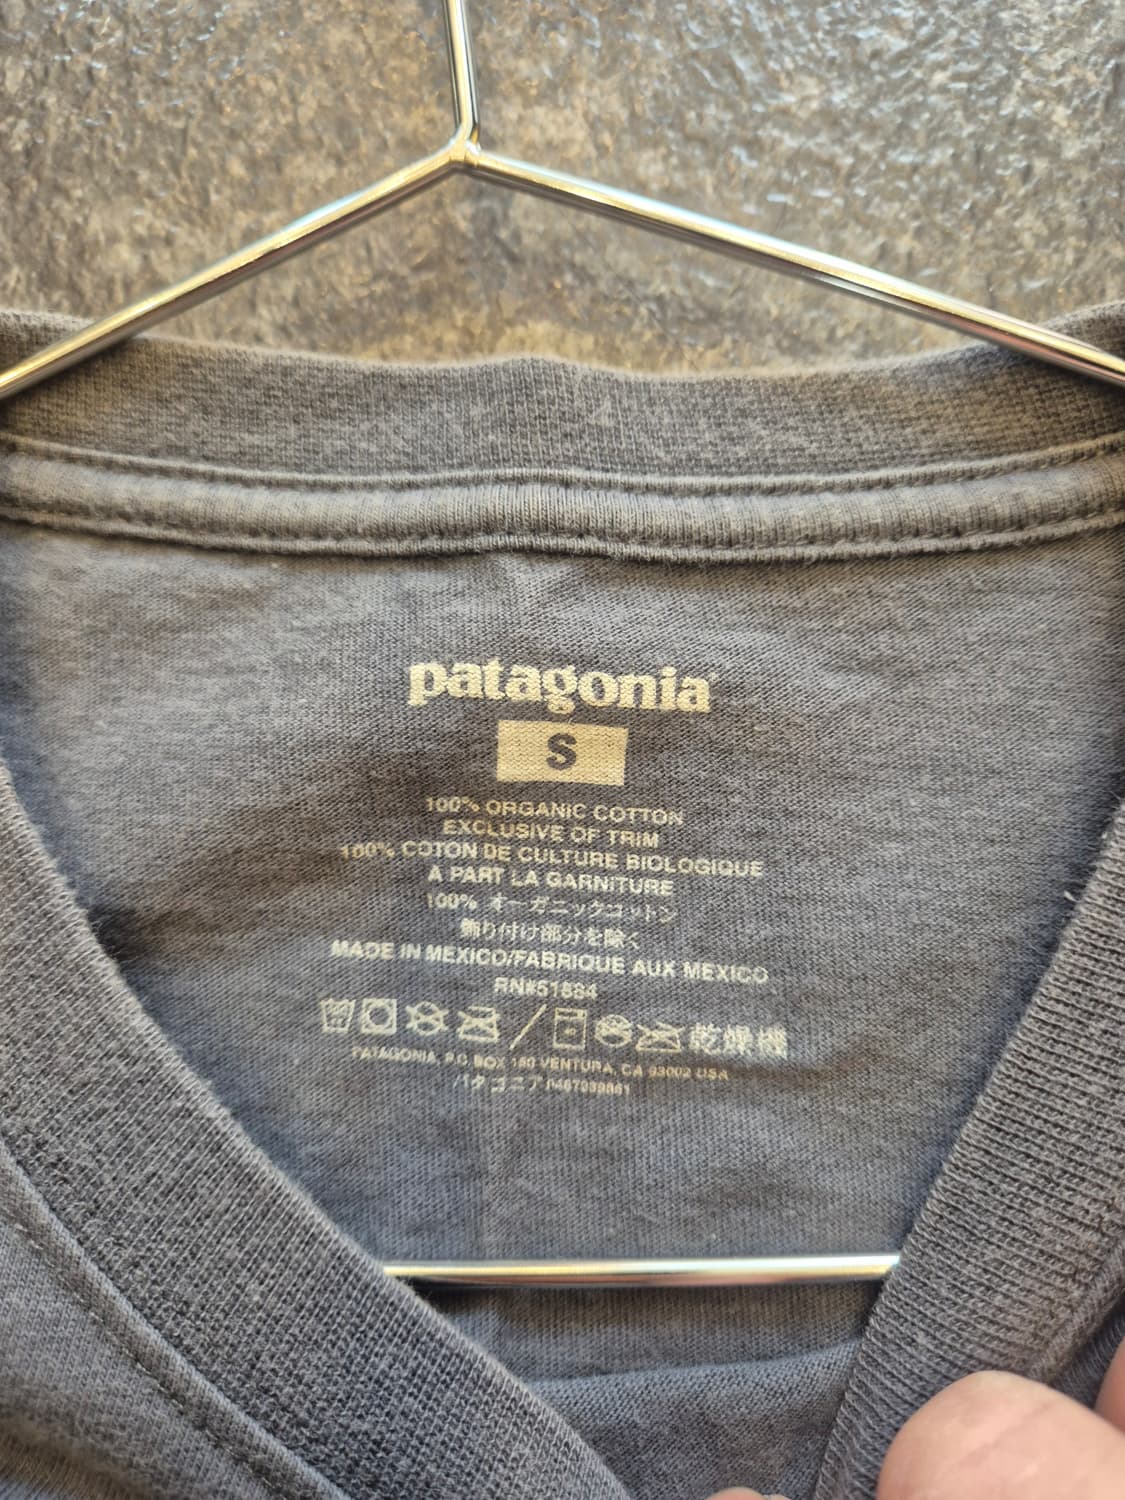 patagonia
S
100% ORGANIC COTTON
EXCLUSIVE OF TRIM
100% COTON DE CULTURE BIOLOGIQUE
A PART LA GARNITURE
100% オーガニックコットン
飾り付け部分を除く
MADE IN MEXICO/FABRIQUE AUX MEXICO
RN#51884
乾燥機
PATAGONIA, P.O. BOX 150 VENTURA, CA 93002 USA
パタゴニア